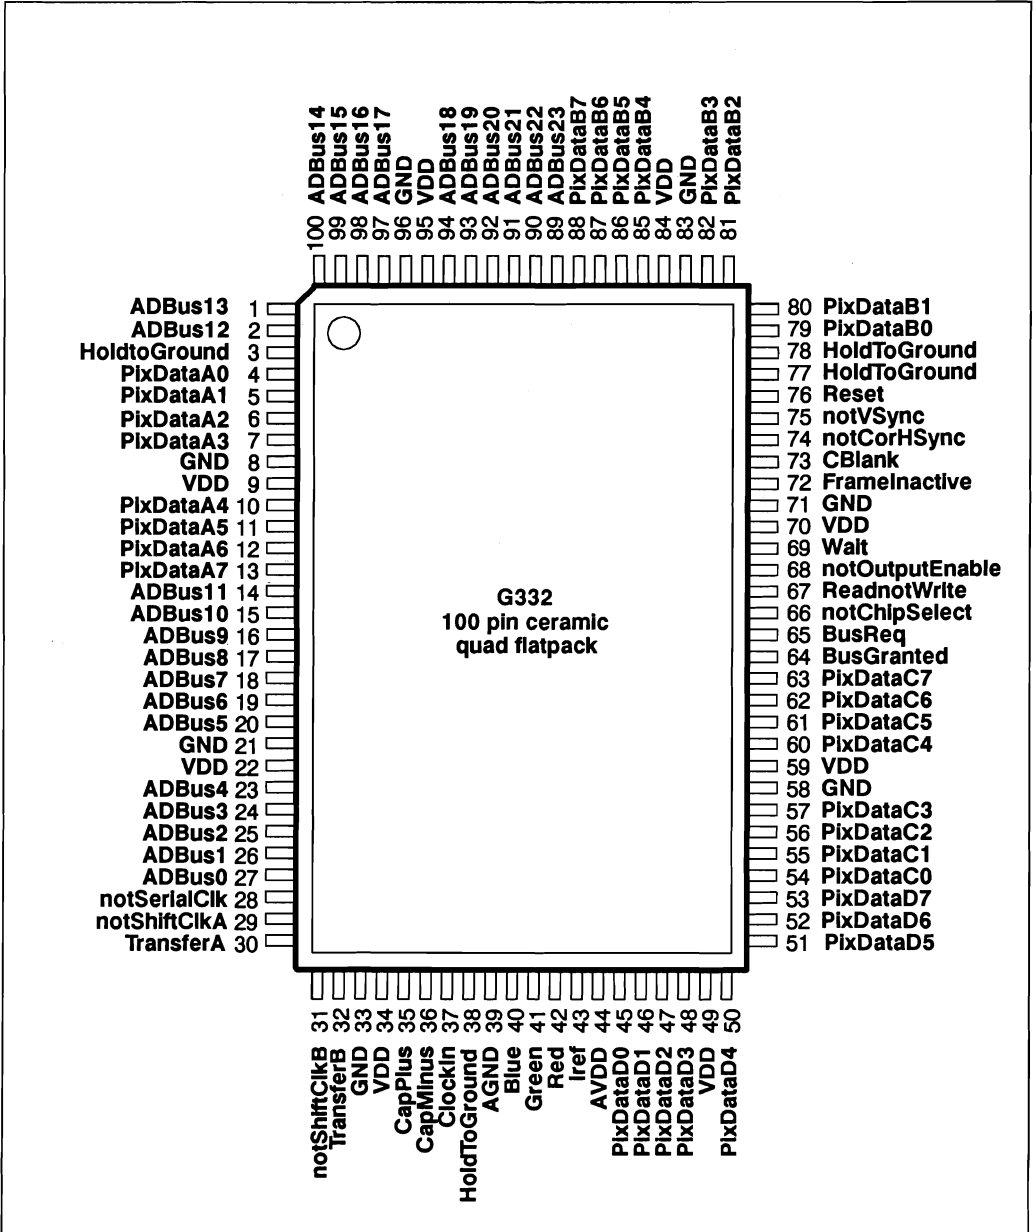 100 ADBus14
99 ADBus15
98 ADBus16
97 ADBus17
96 GND
95 VDD
94 ADBus18
93 ADBus19
92 ADBus20
91 ADBus21
90 ADBus22
89 ADBus23
88 PixDataB7
87 PixDataB6
86 PixDataB5
85 PixDataB4
84 VDD
83 GND
82 PixDataB3
81 PixDataB2
ADBus13 1
ADBus12 2
HoldtoGround 3
PixDataA0 4
PixDataA1 5
PixDataA2 6
PixDataA3 7
GND 8
VDD 9
PixDataA4 10
PixDataA5 11
PixDataA6 12
PixDataA7 13
ADBus11 14
ADBus10 15
ADBus9 16
ADBus8 17
ADBus7 18
ADBus6 19
ADBus5 20
GND 21
VDD 22
ADBus4 23
ADBus3 24
ADBus2 25
ADBus1 26
ADBus0 27
notSerialClk 28
notShiftClkA 29
TransferA 30
G332
100 pin ceramic
quad flatpack
80 PixDataB1
79 PixDataB0
78 HoldToGround
77 HoldToGround
76 Reset
75 notVSync
74 notCorHSync
73 CBlank
72 FrameInactive
71 GND
70 VDD
69 Wait
68 notOutputEnable
67 ReadnotWrite
66 notChipSelect
65 BusReq
64 BusGranted
63 PixDataC7
62 PixDataC6
61 PixDataC5
60 PixDataC4
59 VDD
58 GND
57 PixDataC3
56 PixDataC2
55 PixDataC1
54 PixDataC0
53 PixDataD7
52 PixDataD6
51 PixDataD5
notShiftClkB 31
TransferB 32
GND 33
VDD 34
CapPlus 35
CapMinus 36
ClockIn 37
HoldToGround 38
AGND 39
Blue 40
Green 41
Red 42
Iref 43
AVDD 44
PixDataD0 45
PixDataD1 46
PixDataD2 47
PixDataD3 48
VDD 49
PixDataD4 50